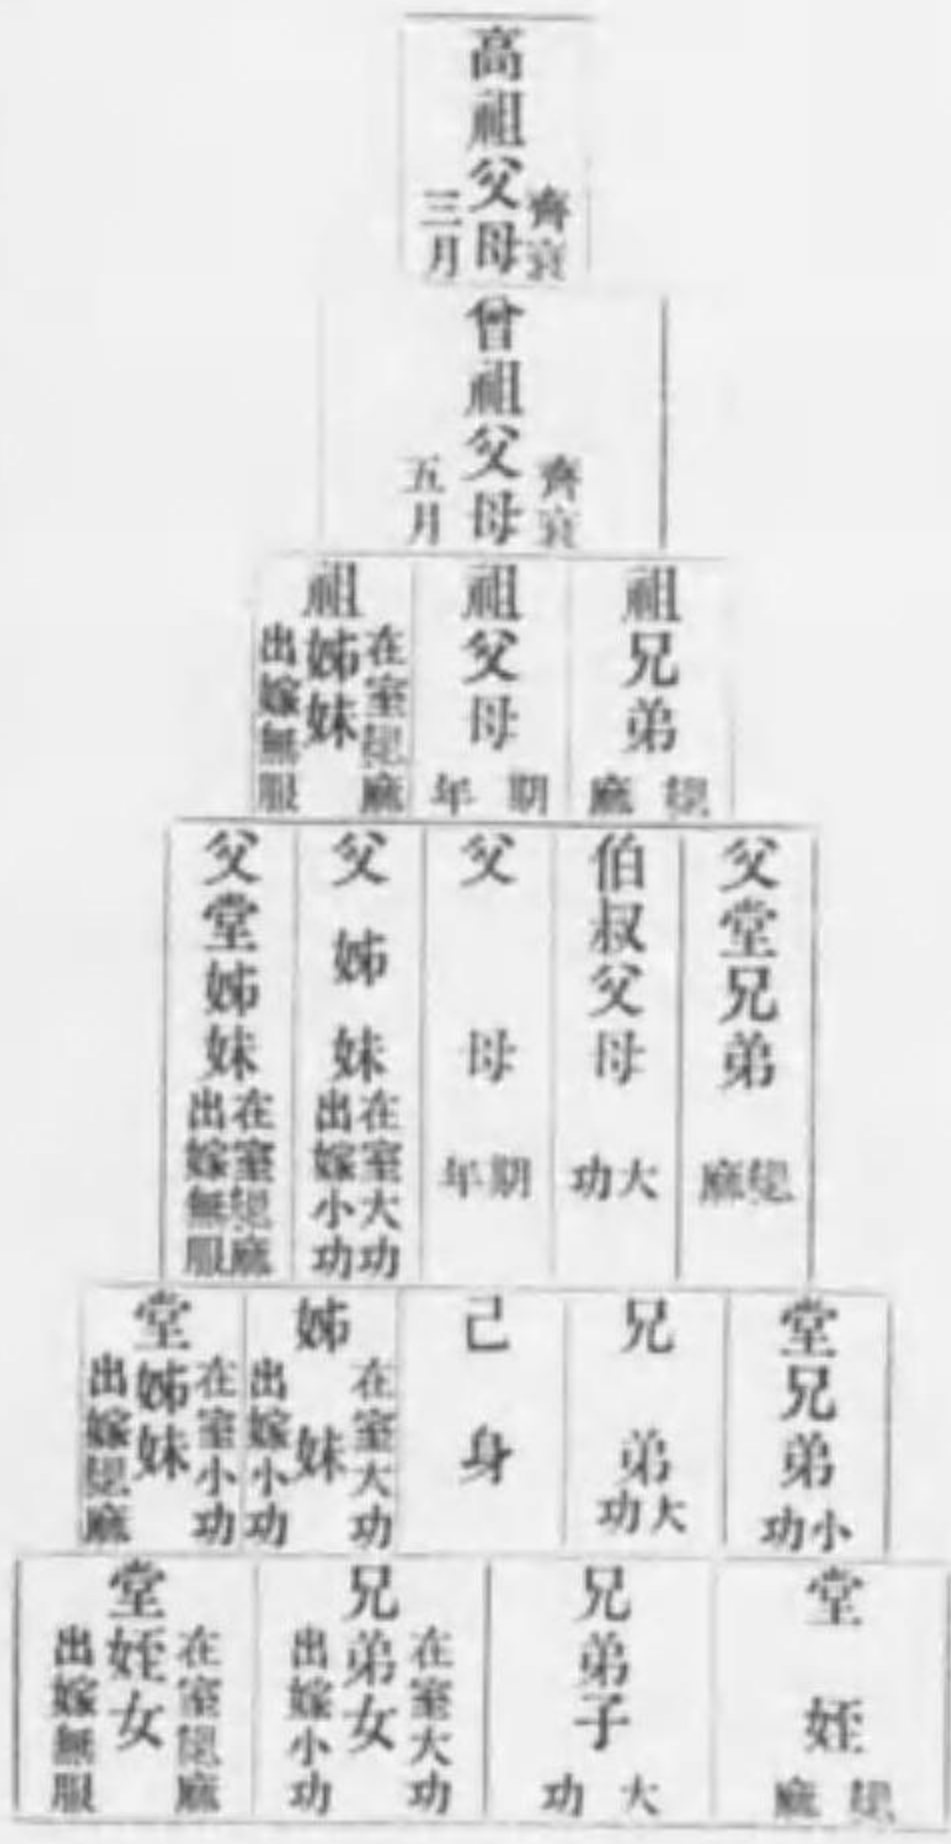 高祖父母
齊衰
三月
曾祖父母
齊衰
五月
祖兄弟
緦麻
祖父母
期年
祖姊妹
在室緦麻
出嫁無服
父堂兄弟
緦麻
伯叔父母
大功
父母
期年
父姊妹
在室大功
出嫁小功
父堂姊妹
在室緦麻
出嫁無服
堂兄弟
小功
兄弟
大功
己身
姊妹
在室大功
出嫁小功
堂姊妹
在室小功
出嫁緦麻
堂姪
緦麻
兄弟子
大功
兄弟女
在室大功
出嫁小功
堂姪女
在室緦麻
出嫁無服